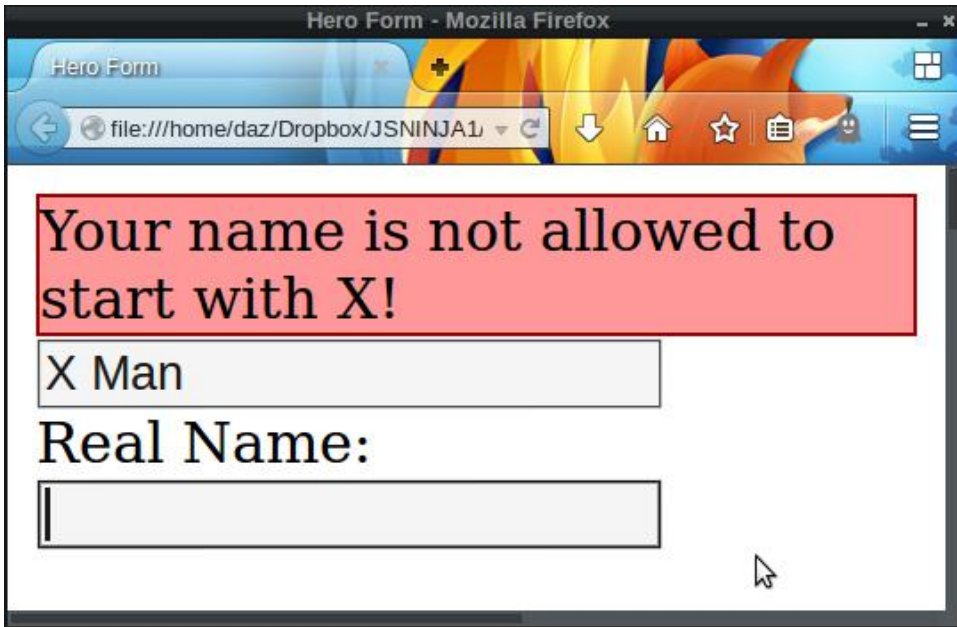 Hero Form - Mozilla Firefox
Hero Form
file:///home/daz/Dropbox/JSNINJA1/
Your name is not allowed to
start with X!
X Man
Real Name: